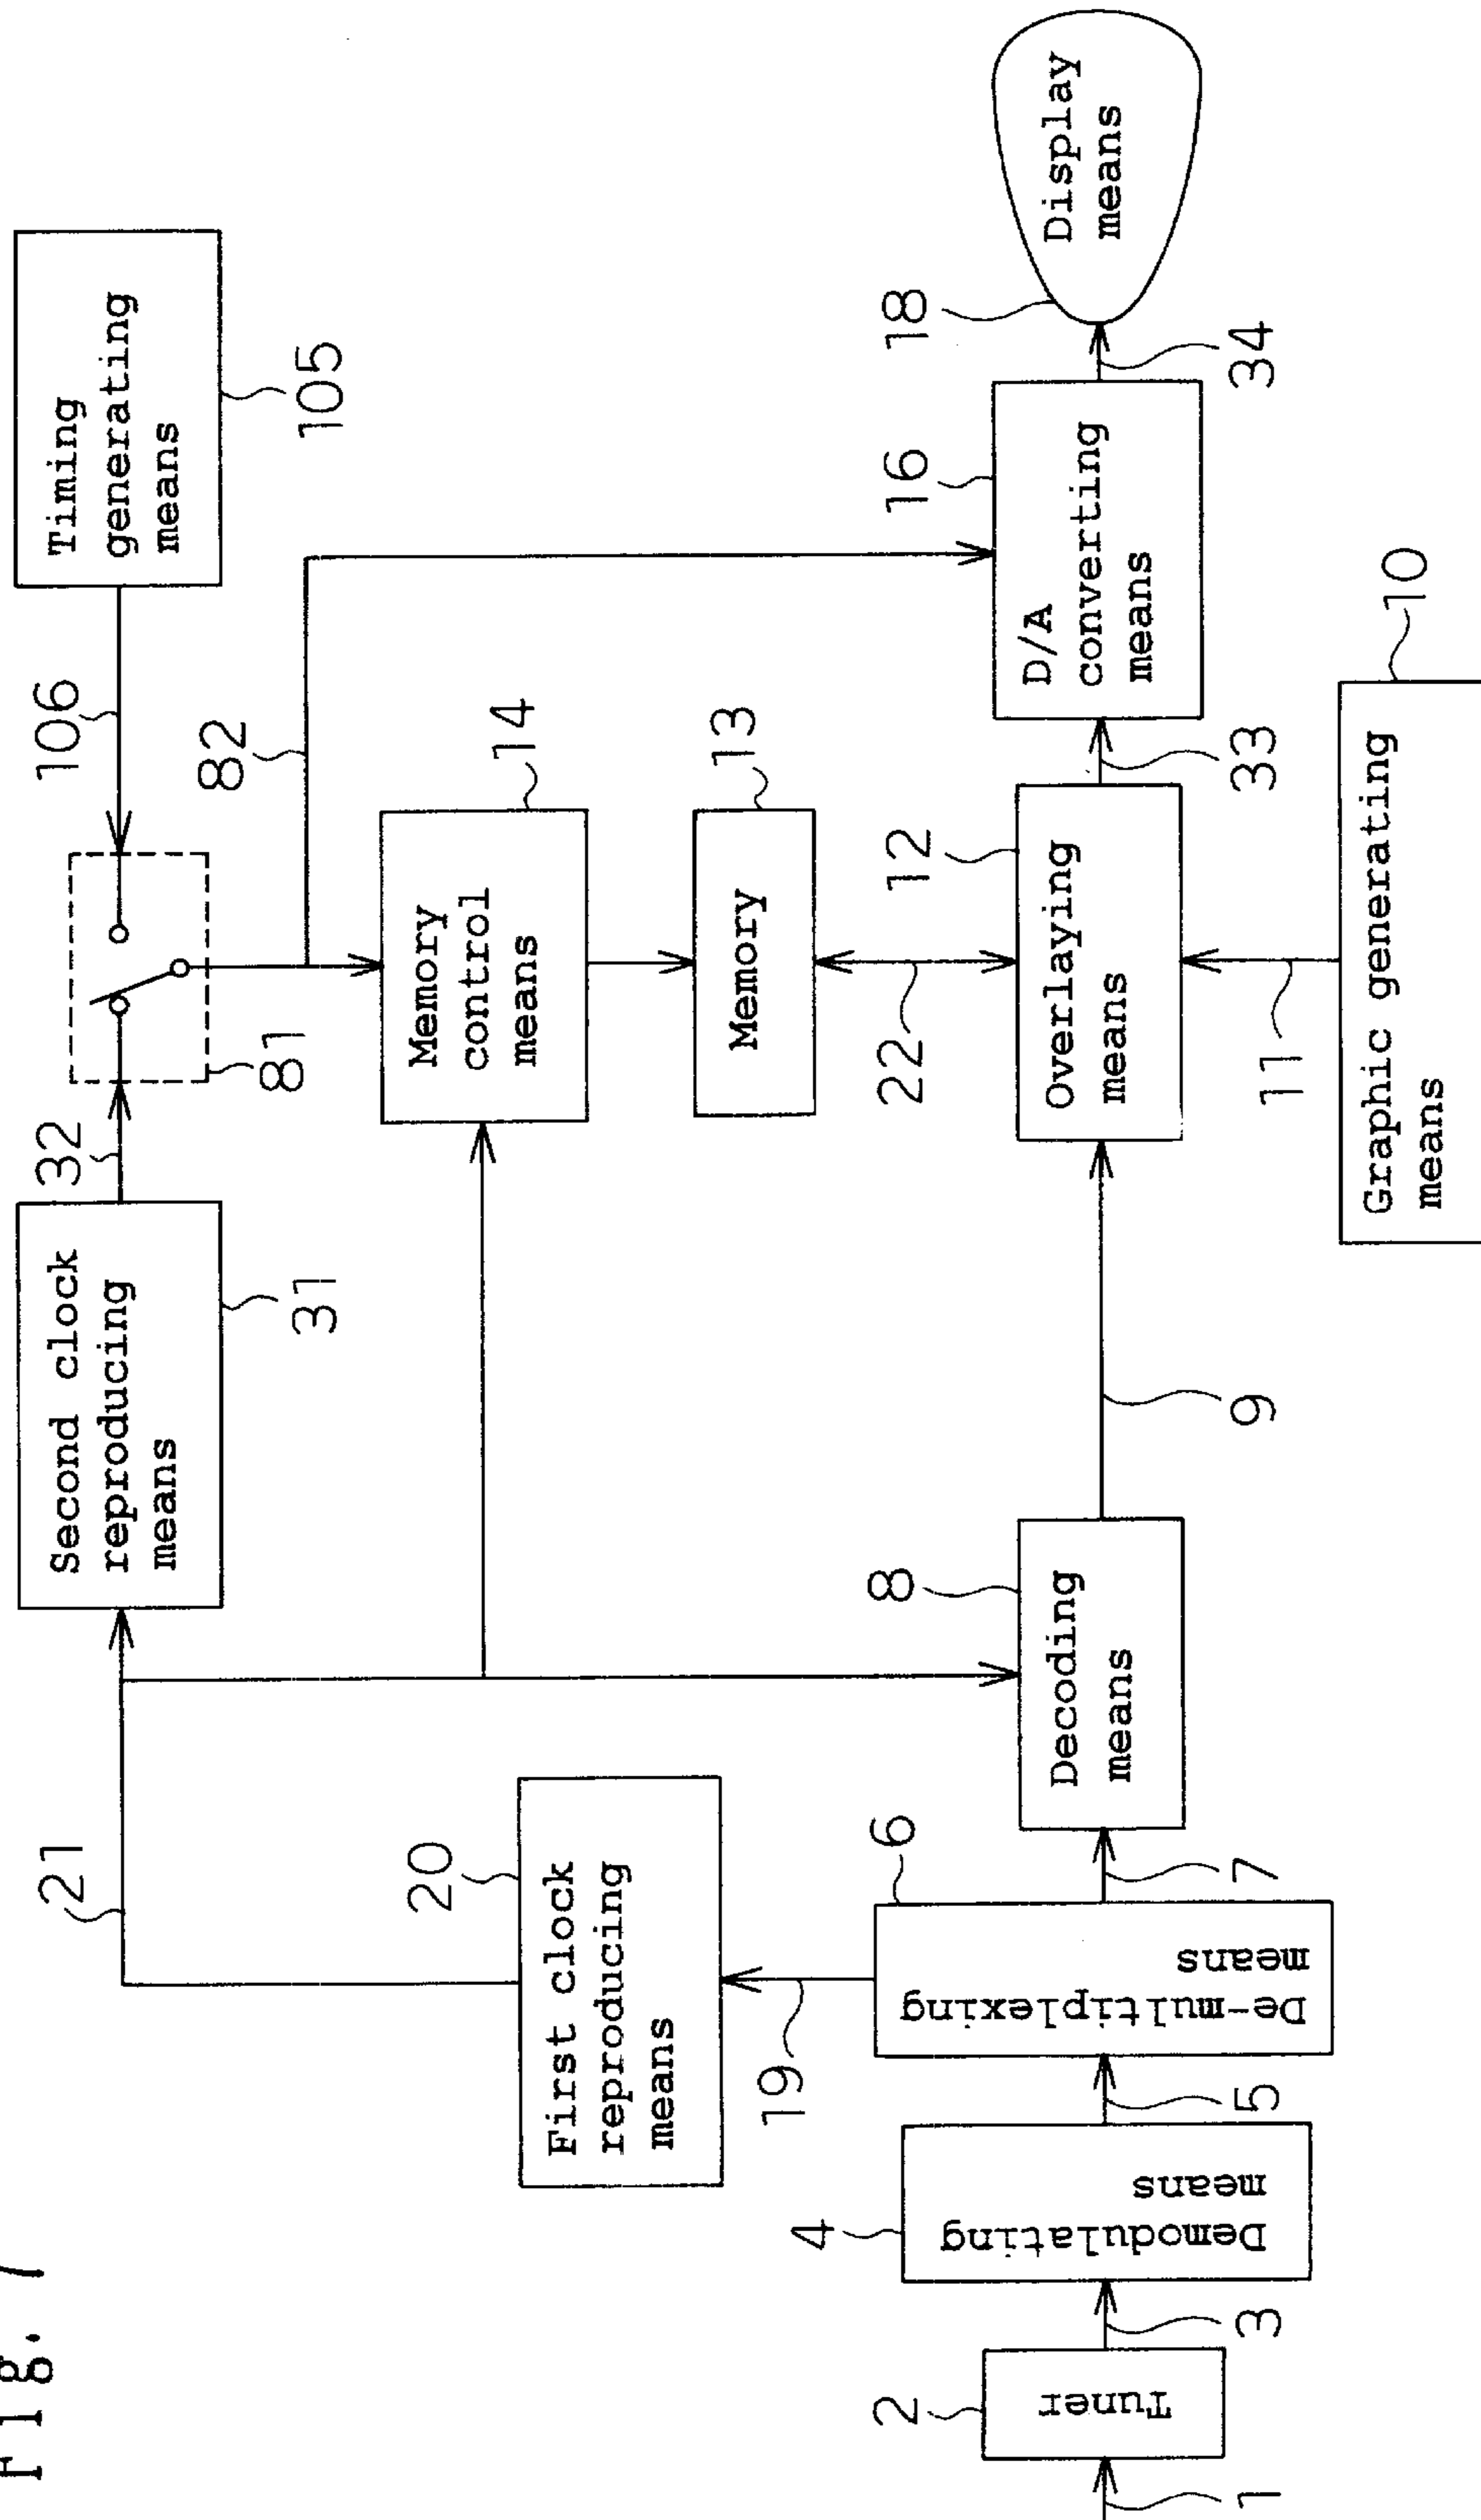 Fig. 7
21
Second clock
reproducing
means
31
32
81
106
Timing
generating
means
105
82
First clock
reproducing
means
20
19
Memory
control
means
14
Memory
13
22
1
Tuner
2
3
Demodulating
means
4
5
De-multiplexing
means
6
7
Decoding
means
8
9
Overlaying
means
12
33
D/A
converting
means
16
34
Display
means
18
11
Graphic generating
means
10